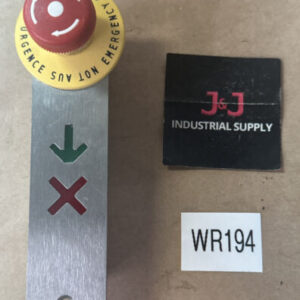 URGENCE AUS NOT EMERGENCY
J&J
INDUSTRIAL SUPPLY
WR194